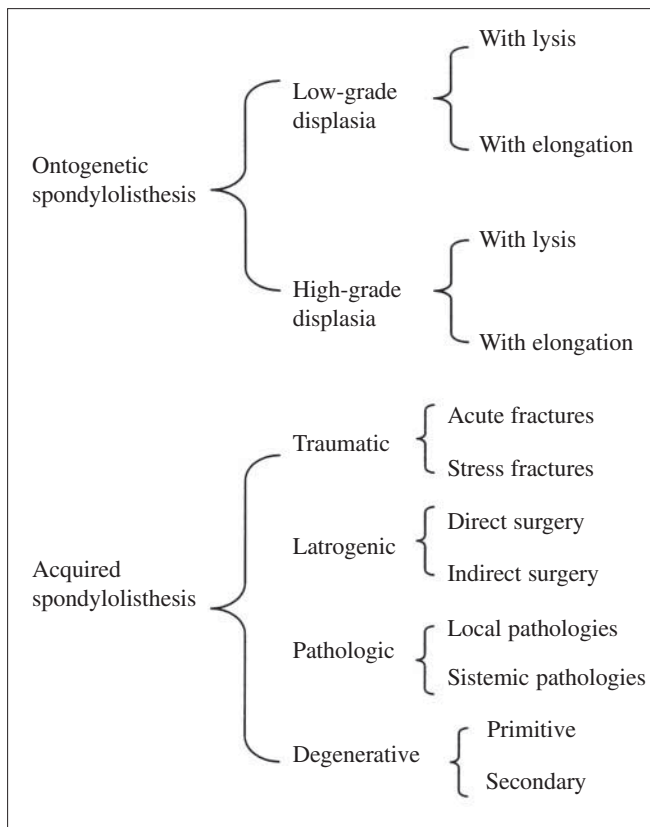 Ontogenetic
spondylolisthesis
Low-grade
displasia
With lysis
With elongation
High-grade
displasia
With lysis
With elongation
Acquired
spondylolisthesis
Traumatic
Acute fractures
Stress fractures
Latrogenic
Direct surgery
Indirect surgery
Pathologic
Local pathologies
Sistemic pathologies
Degenerative
Primitive
Secondary